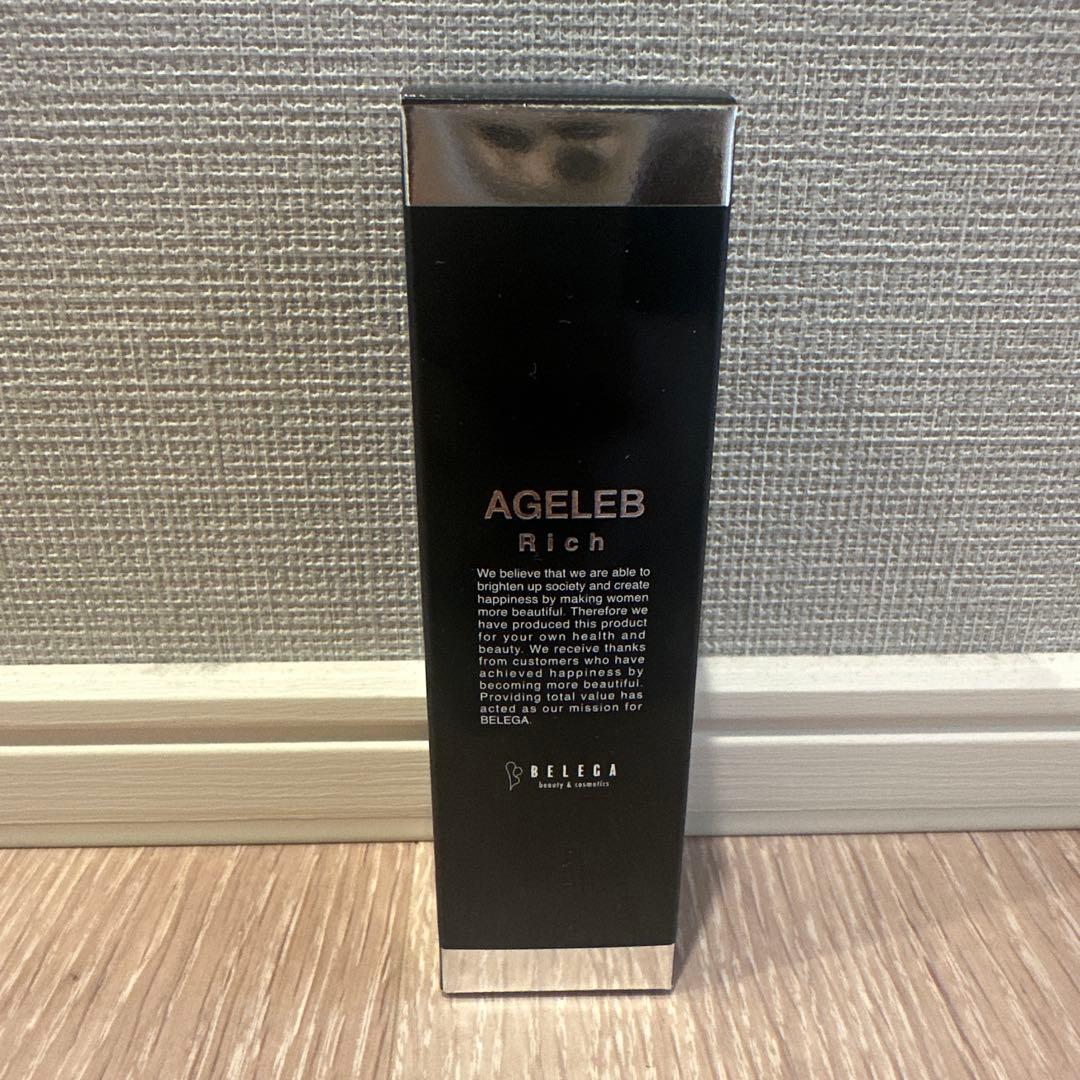 AGELEB
Rich
We believe that we are able to
brighten up society and create
happiness by making women
more beautiful. Therefore we
have produced this product
for your own health and
beauty. We receive thanks
from customers who have
achieved happiness by
becoming more beautiful.
Providing total value has
acted as our mission for
BELEGA.
BELEGA
beauty & cosmetics